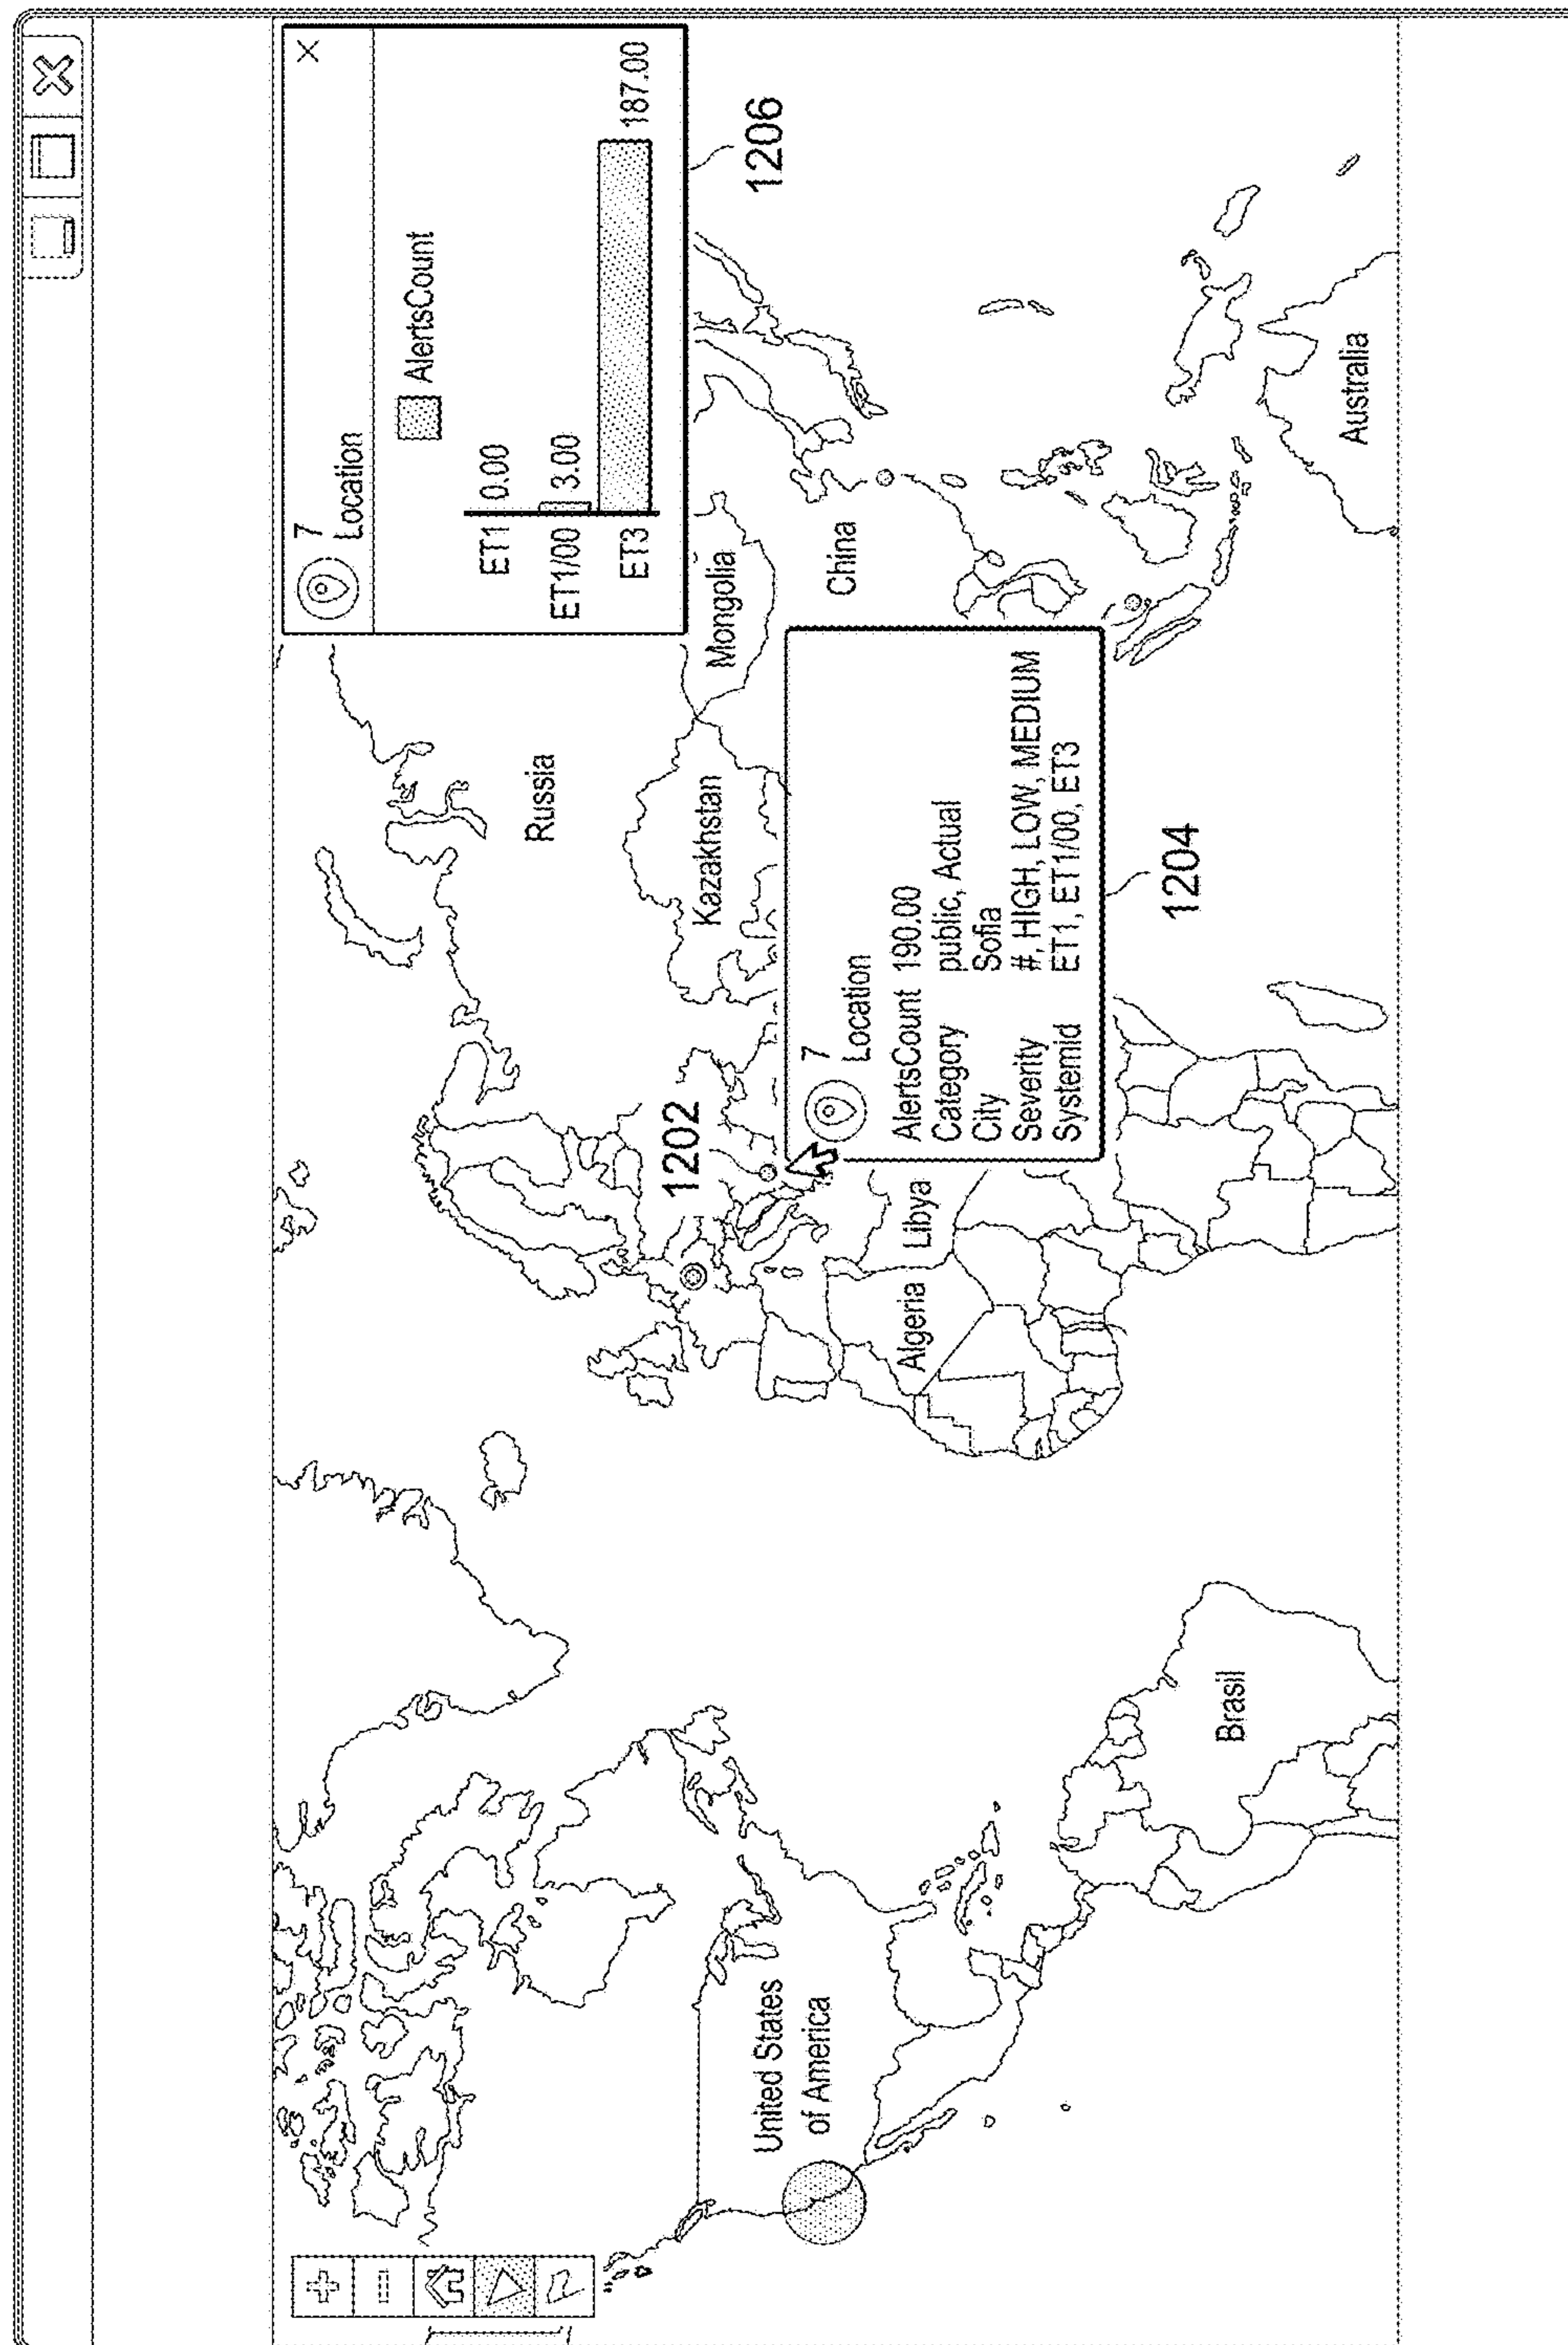 7
Location
×
AlertsCount
ET1 0.00
ET1/00 3.00
ET3 187.00
1206
Russia
Kazakhstan
Mongolia
China
1202
7
Location
AlertsCount 190.00
Category public, Actual
City Sofia
Severity #, HIGH, LOW, MEDIUM
Systemid ET1, ET1/00, ET3
1204
United States
of America
Algeria
Libya
Brasil
Australia